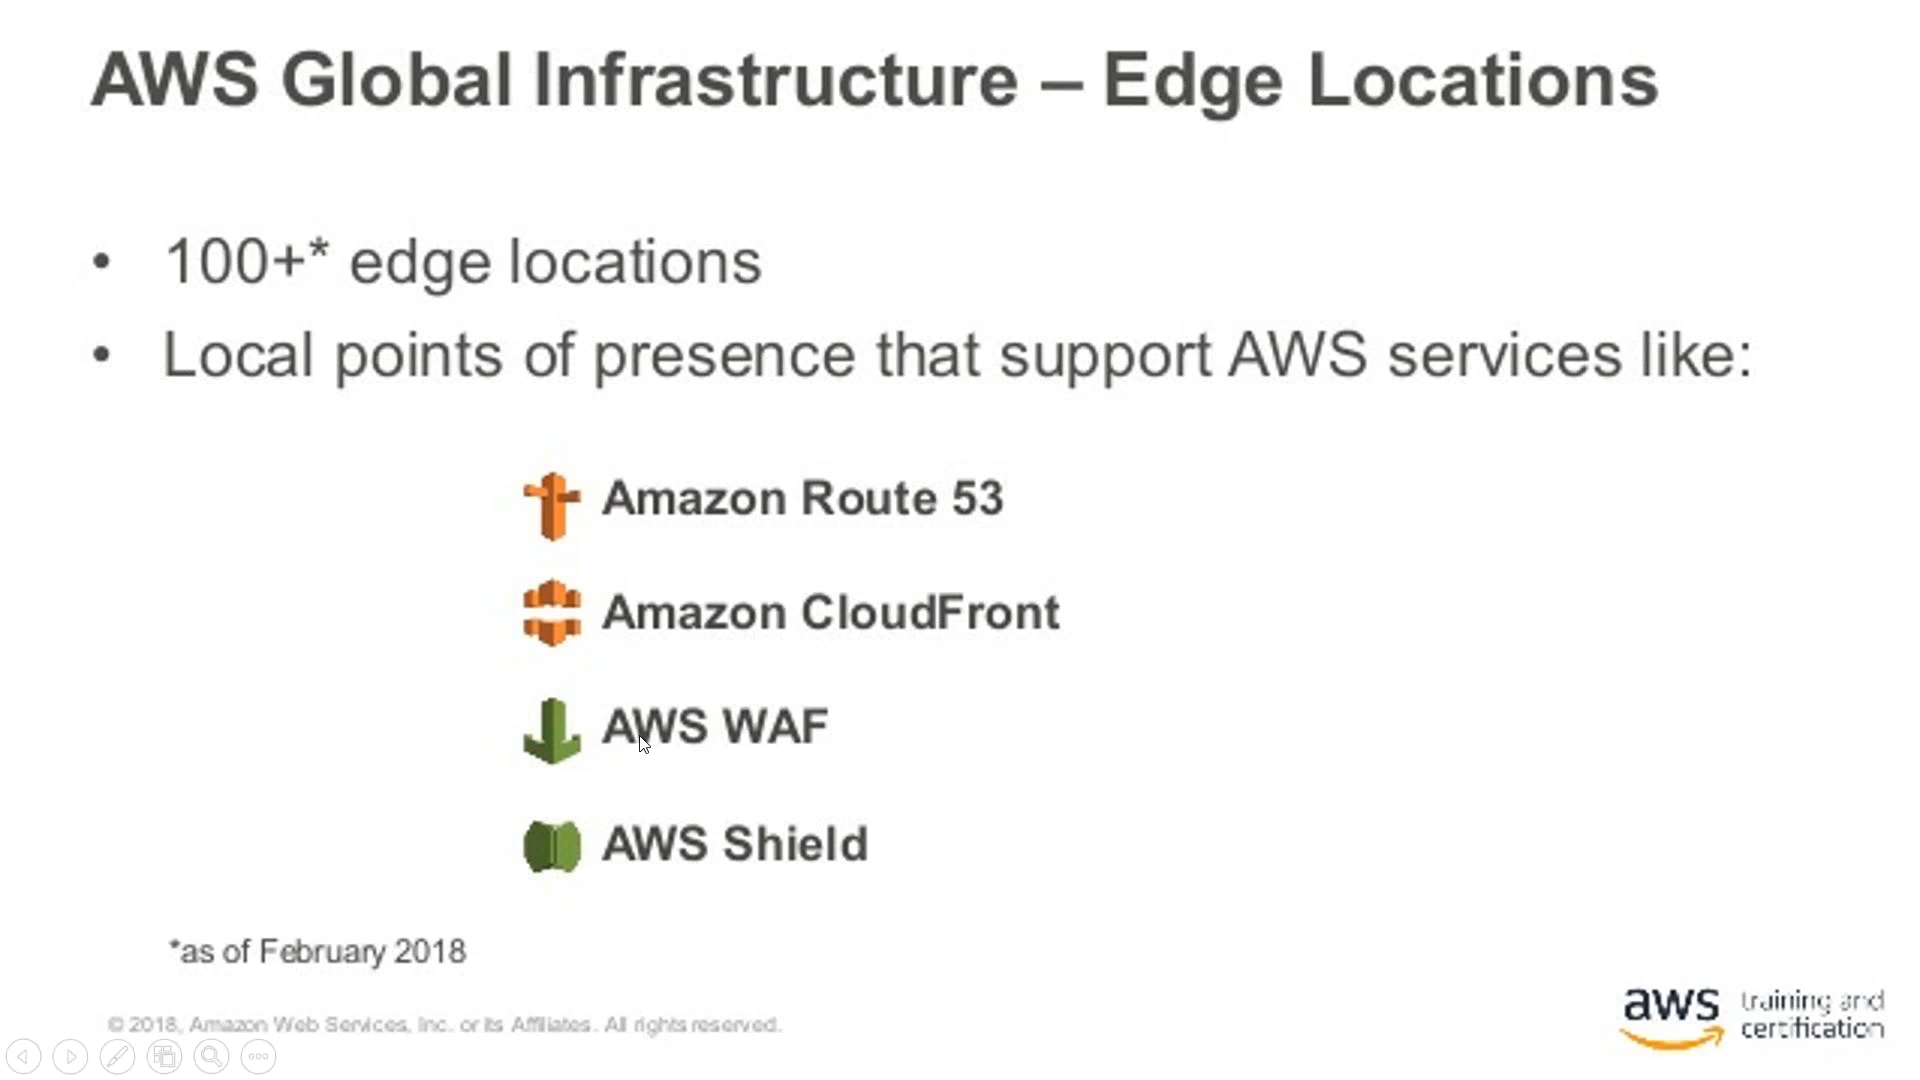 AWS Global Infrastructure – Edge Locations
• 100+* edge locations
• Local points of presence that support AWS services like:
Amazon Route 53
Amazon CloudFront
AWS WAF
AWS Shield
*as of February 2018
© 2018, Amazon Web Services, Inc. or its Affiliates. All rights reserved.
aws training and
certification